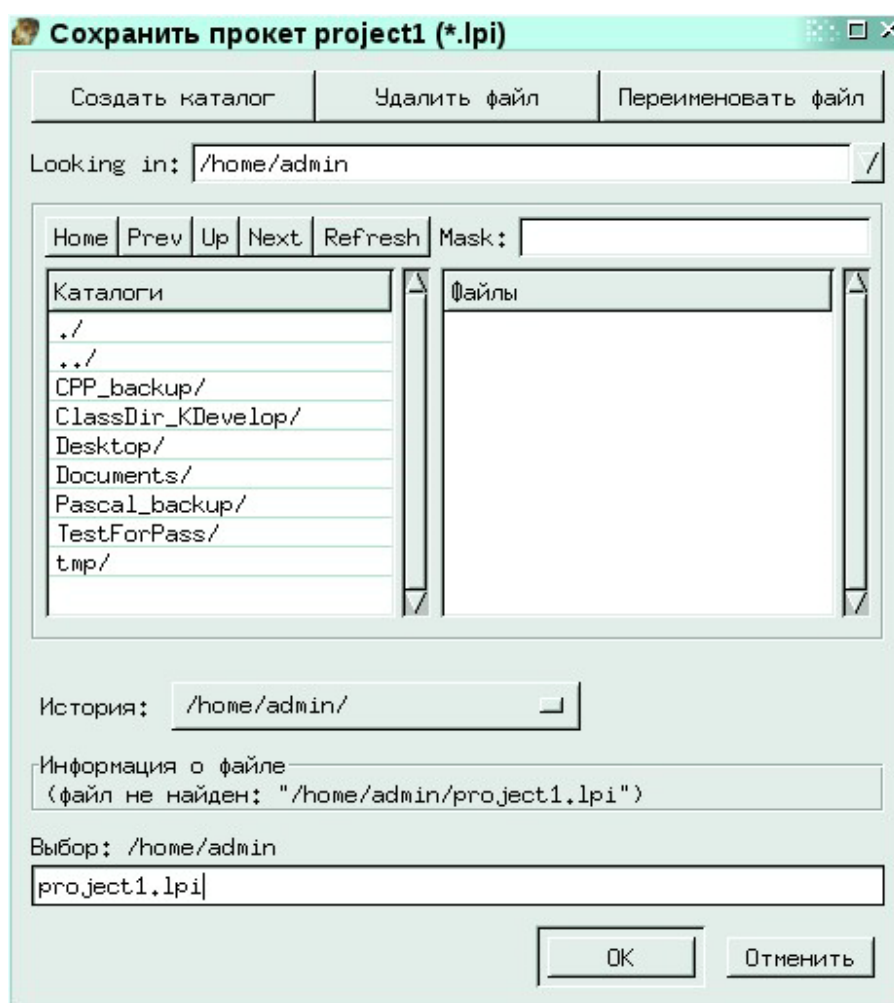 Сохранить прокет project1 (*.lpi)
Создать каталог Удалить файл Переименовать файл
Looking in: /home/admin
Home Prev Up Next Refresh Mask:
Каталоги Файлы
./
../
CPP_backup/
ClassDir_KDevelop/
Desktop/
Documents/
Pascal_backup/
TestForPass/
tmp/
История: /home/admin/
Информация о файле
(файл не найден: "/home/admin/project1.lpi")
Выбор: /home/admin
project1.lpi
OK Отменить